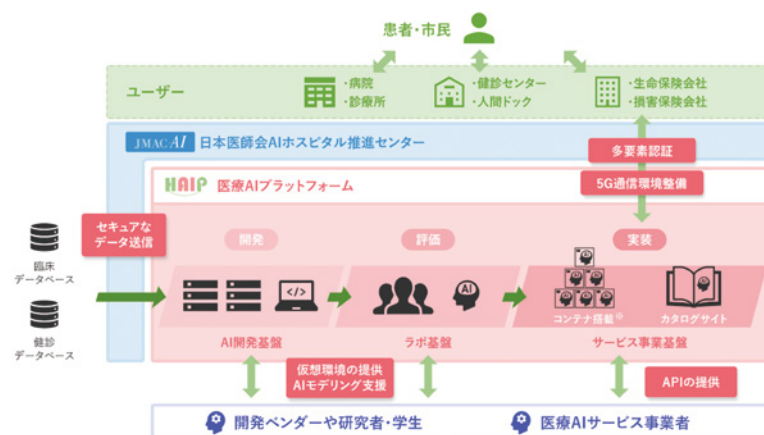 患者・市民
ユーザー
・病院
・診療所
・健診センター
・人間ドック
・生命保険会社
・損害保険会社
JMAC AI 日本医師会AIホスピタル推進センター
多要素認証
HAIP 医療AIプラットフォーム
5G通信環境整備
セキュアな
データ送信
開発
評価
実装
臨床
データベース
健診
データベース
</>
AI
コンテナ搭載※
カタログサイト
AI開発基盤
ラボ基盤
サービス事業基盤
仮想環境の提供
AIモデリング支援
APIの提供
開発ベンダーや研究者・学生
医療AIサービス事業者